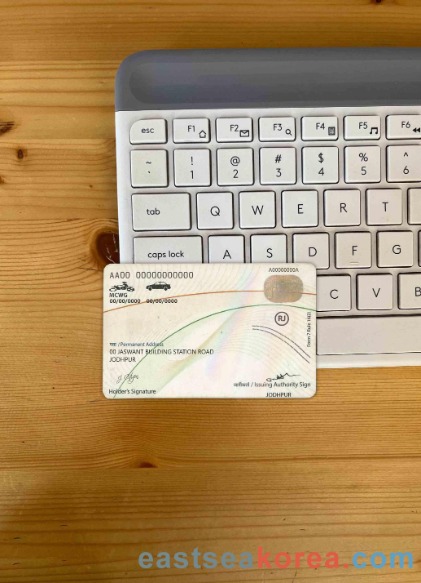 esc F1 F2 F3 F4 F5 F6
~ ! @ # $ % ^
` 1 2 3 4 5 6
tab Q W E R T
caps lock A S D F G
C V B
AA00 00000000000
A00000000A
MCWG
00/00/0000 00/00/0000
RJ
/Permanent Address
00 JASWANT BUILDING STATION ROAD
JODHPUR
/ Issuing Authority Sign
Holder's Signature
JODHPUR
eastseakorea.com